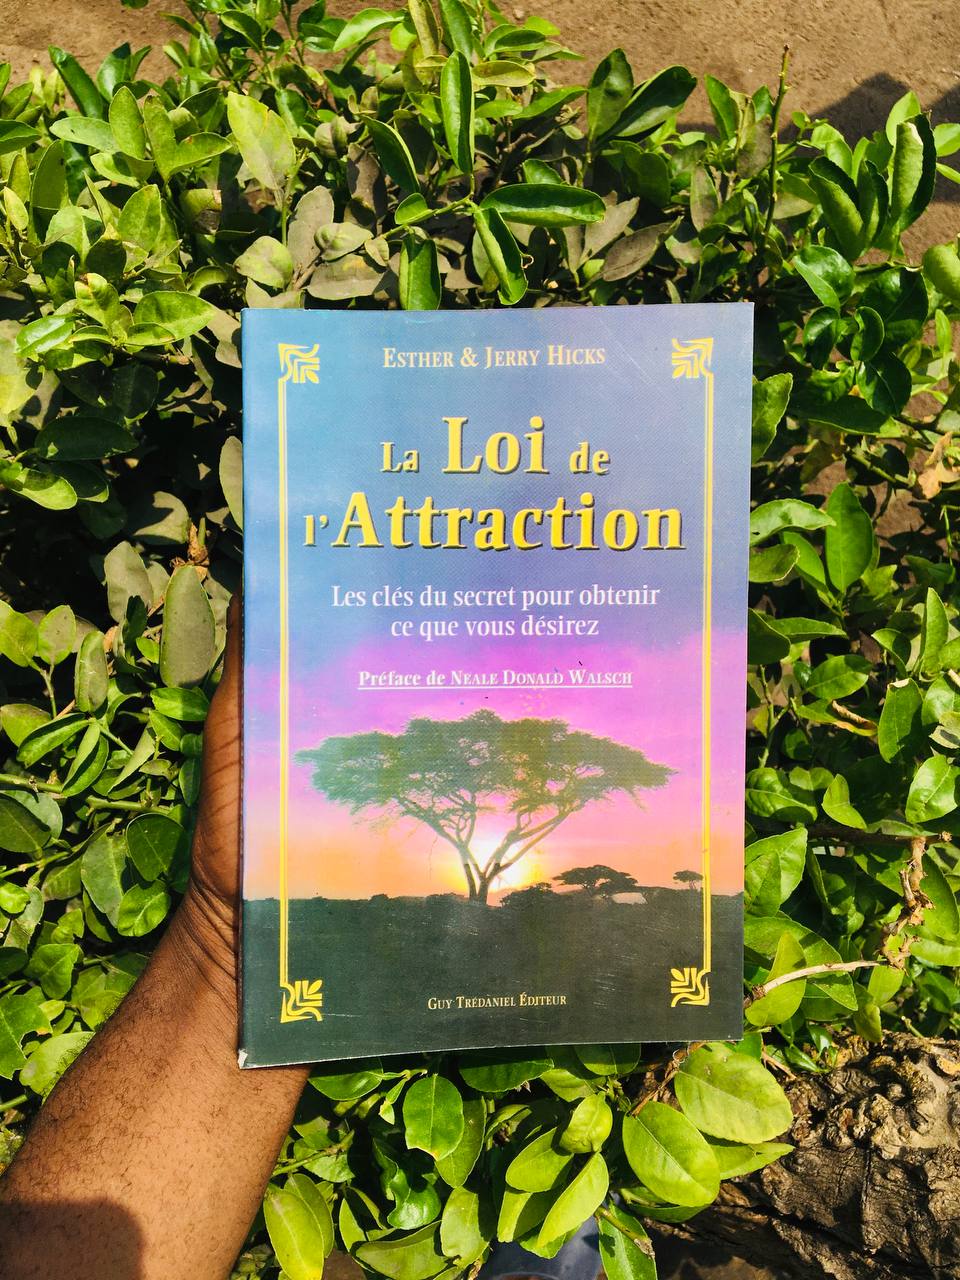 Esther & Jerry Hicks
La Loi de
l'Attraction
Les clés du secret pour obtenir
ce que vous désirez
Préface de Neale Donald Walsch
Guy Trédaniel Éditeur